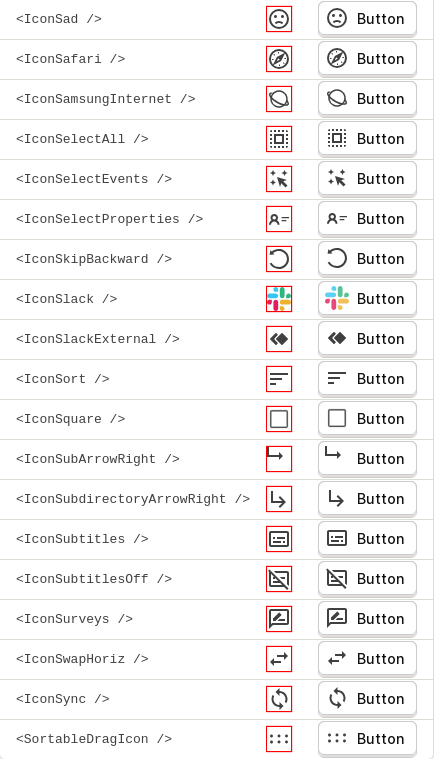 <IconSad /> Button
<IconSafari /> Button
<IconSamsungInternet /> Button
<IconSelectAll /> Button
<IconSelectEvents /> Button
<IconSelectProperties /> Button
<IconSkipBackward /> Button
<IconSlack /> Button
<IconSlackExternal /> Button
<IconSort /> Button
<IconSquare /> Button
<IconSubArrowRight /> Button
<IconSubdirectoryArrowRight /> Button
<IconSubtitles /> Button
<IconSubtitlesOff /> Button
<IconSurveys /> Button
<IconSwapHoriz /> Button
<IconSync /> Button
<SortableDragIcon /> Button